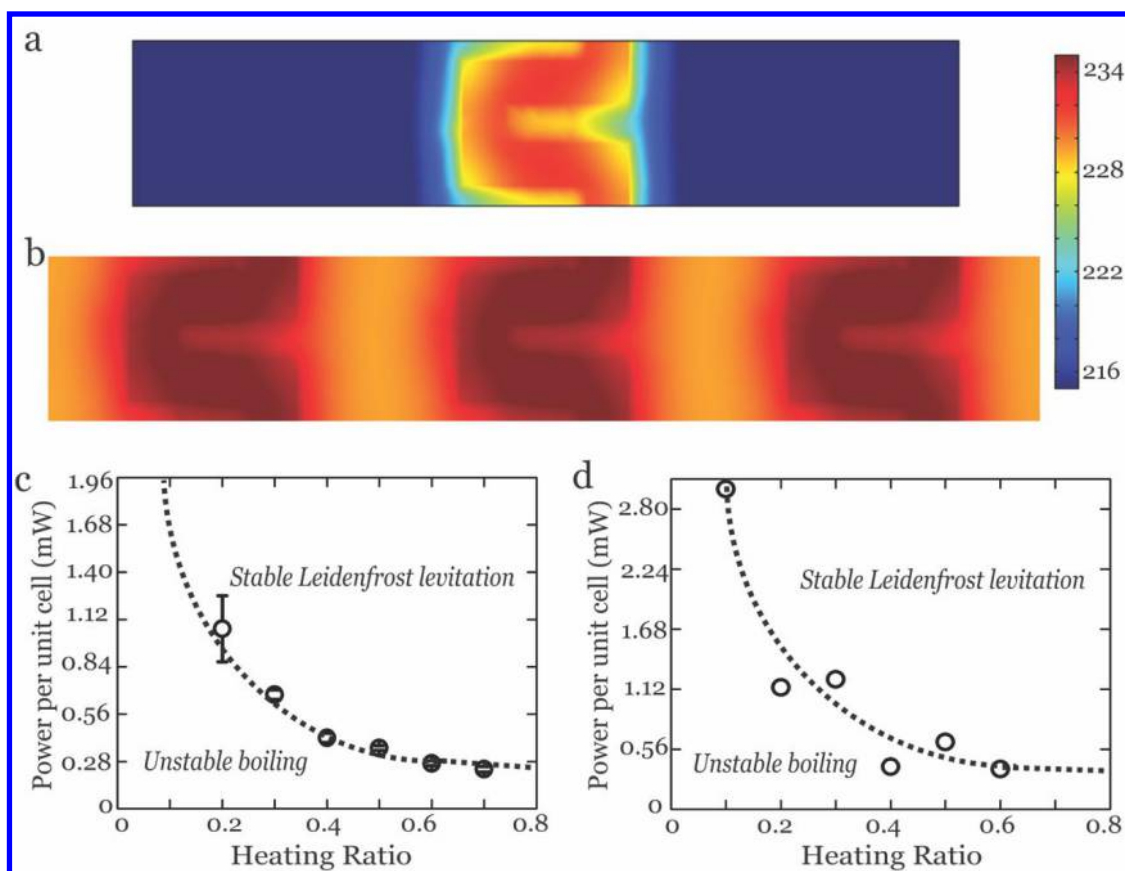 a
234
228
222
216
b
c
1.96
1.68
1.40
1.12
0.84
0.56
0.28
0
Power per unit cell (mW)
Stable Leidenfrost levitation
Unstable boiling
0 0.2 0.4 0.6 0.8
Heating Ratio
d
2.80
2.24
1.68
1.12
0.56
0
Power per unit cell (mW)
Stable Leidenfrost levitation
Unstable boiling
0 0.2 0.4 0.6 0.8
Heating Ratio